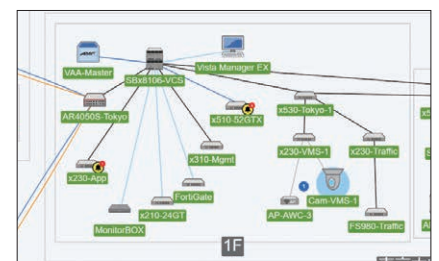 VAA-Master
SBx8106-VCS
Vista Manager EX
AR4050S-Tokyo
x510-52GTX
x530-Tokyo-1
x310-Mgmt
x230-VMS-1
x230-Traffic
x230-App
FortiGate
x210-24GT
AP-AWC-3
Cam-VMS-1
MonitorBOX
FS980-Traffic
1F